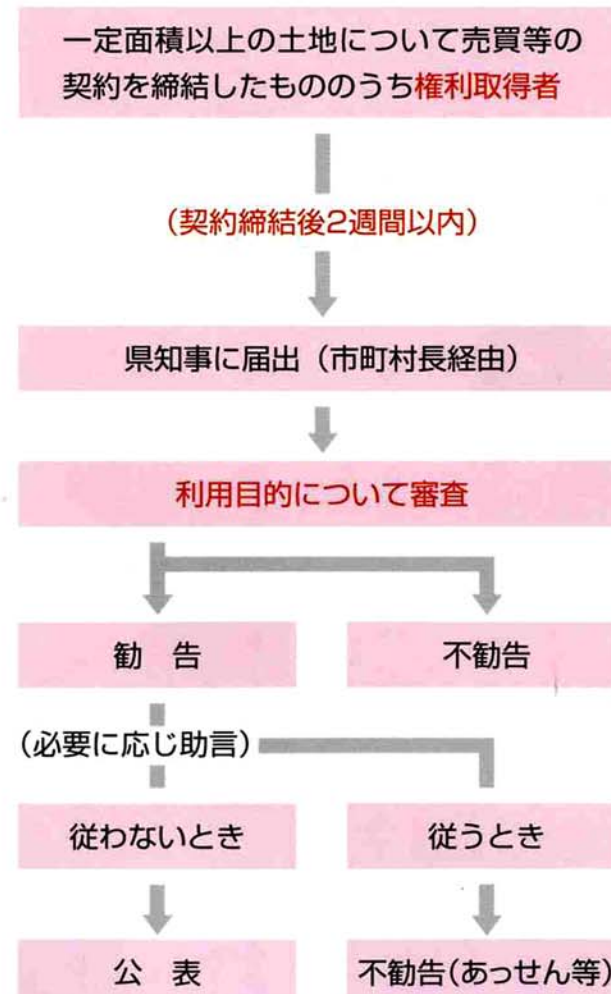 一定面積以上の土地について売買等の
契約を締結したもののうち権利取得者
(契約締結後2週間以内)
県知事に届出(市町村長経由)
利用目的について審査
勧 告
不勧告
(必要に応じ助言)
従わないとき
従うとき
公 表
不勧告(あっせん等)